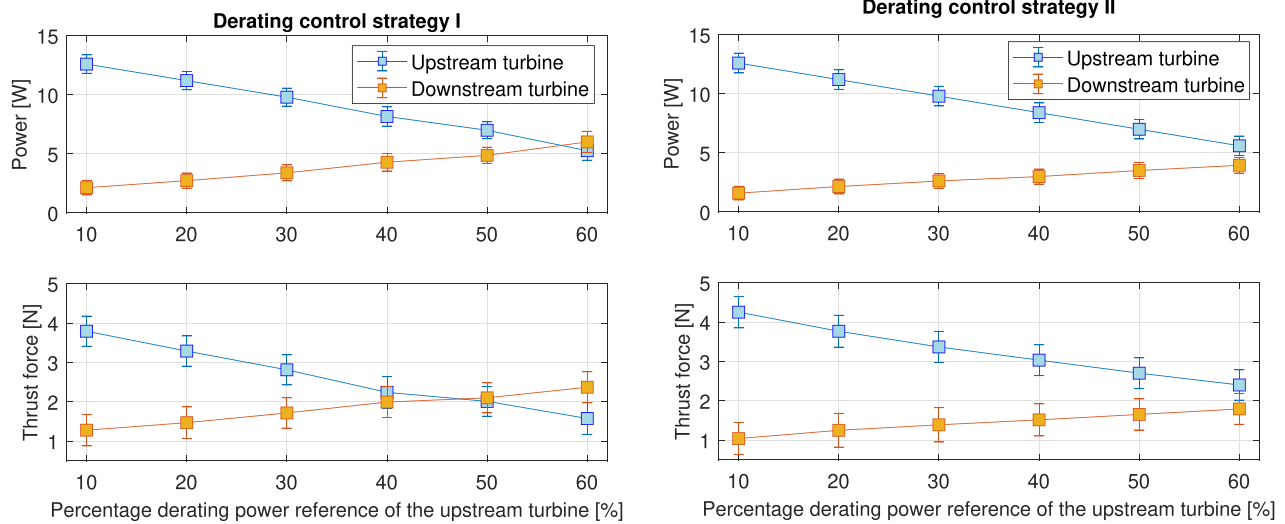 Derating control strategy I
Power [W]
15
10
5
0
Upstream turbine
Downstream turbine
10 20 30 40 50 60
Thrust force [N]
5
4
3
2
1
10 20 30 40 50 60
Percentage derating power reference of the upstream turbine [%]
Derating control strategy II
Power [W]
15
10
5
0
Upstream turbine
Downstream turbine
10 20 30 40 50 60
Thrust force [N]
5
4
3
2
1
10 20 30 40 50 60
Percentage derating power reference of the upstream turbine [%]